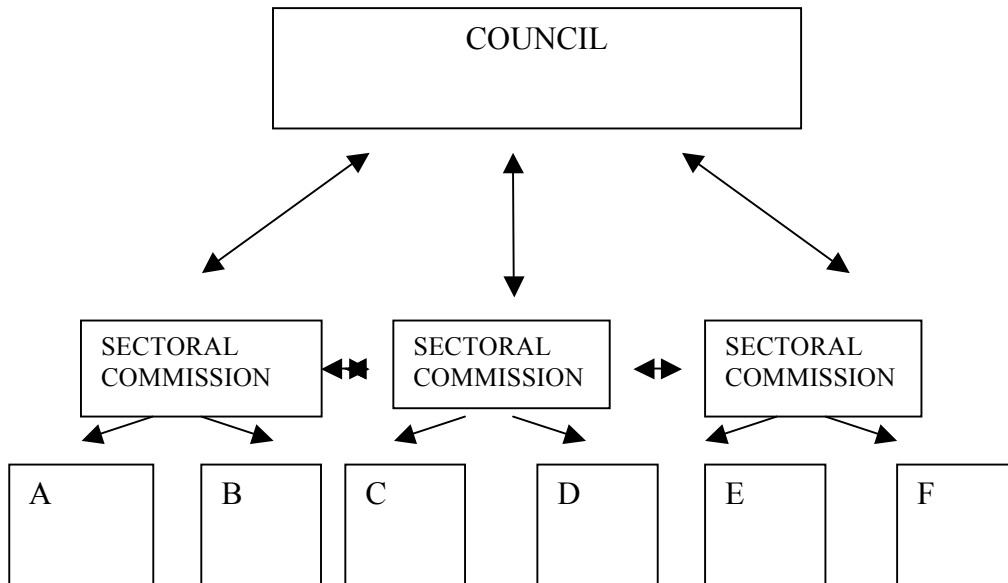 COUNCIL
SECTORAL
COMMISSION
SECTORAL
COMMISSION
SECTORAL
COMMISSION
A
B
C
D
E
F